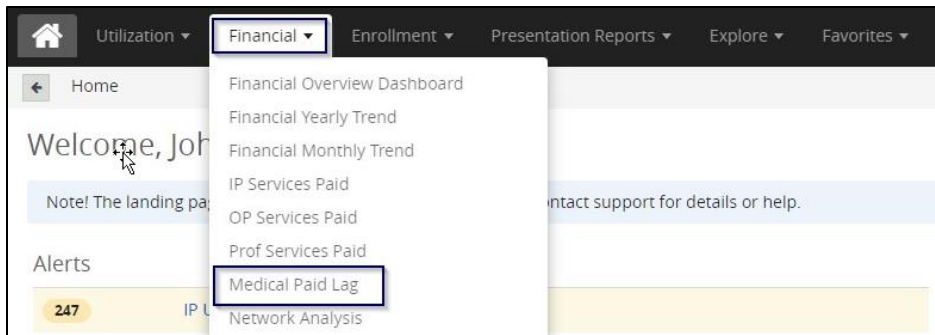 Utilization Financial Enrollment Presentation Reports Explore Favorites
Home
Financial Overview Dashboard
Financial Yearly Trend
Welcome, Joh
Financial Monthly Trend
IP Services Paid
Note! The landing pa ntact support for details or help.
OP Services Paid
Prof Services Paid
Alerts
Medical Paid Lag
247 IP U
Network Analysis